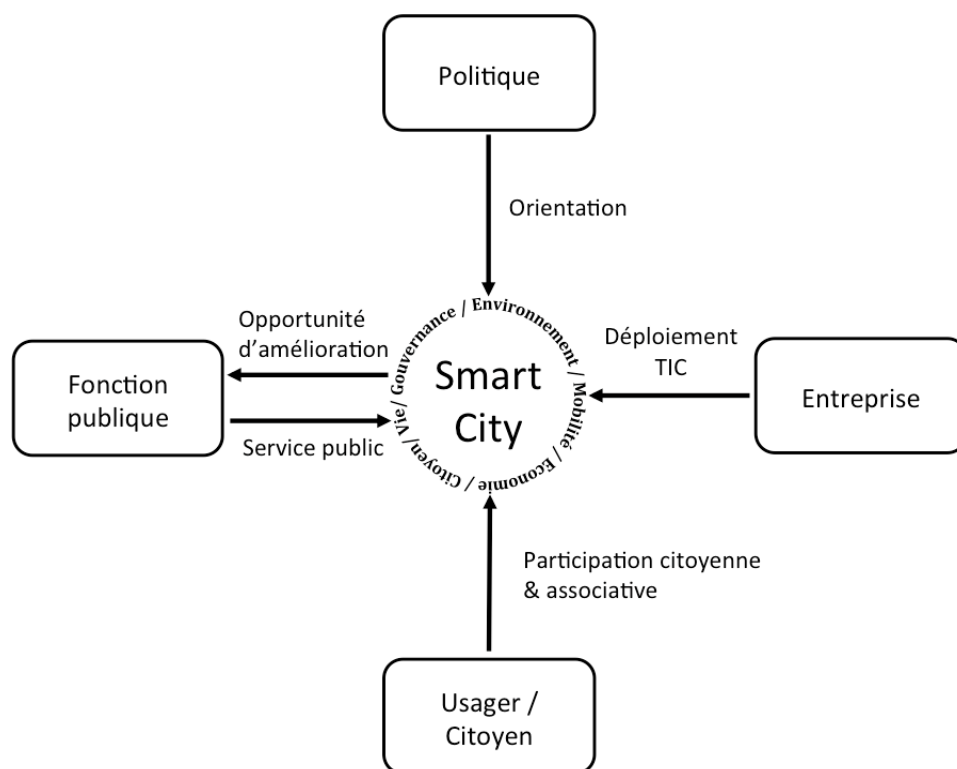 Politique
Orientation
Opportunité
d’amélioration
Déploiement
TIC
Fonction
publique
Service public
Gouvernance / Environnement / Mobilité / Economie / Citoyen/ Vie/
Smart
City
Entreprise
Participation citoyenne
& associative
Usager /
Citoyen